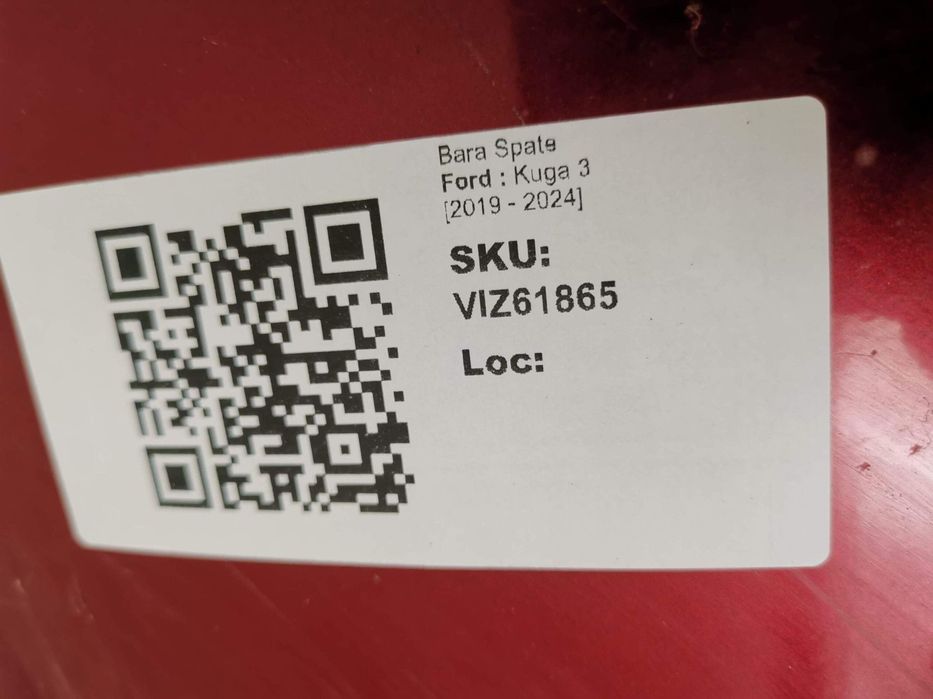 Bara Spate
Ford : Kuga 3
[2019 - 2024]
SKU:
VIZ61865
Loc: